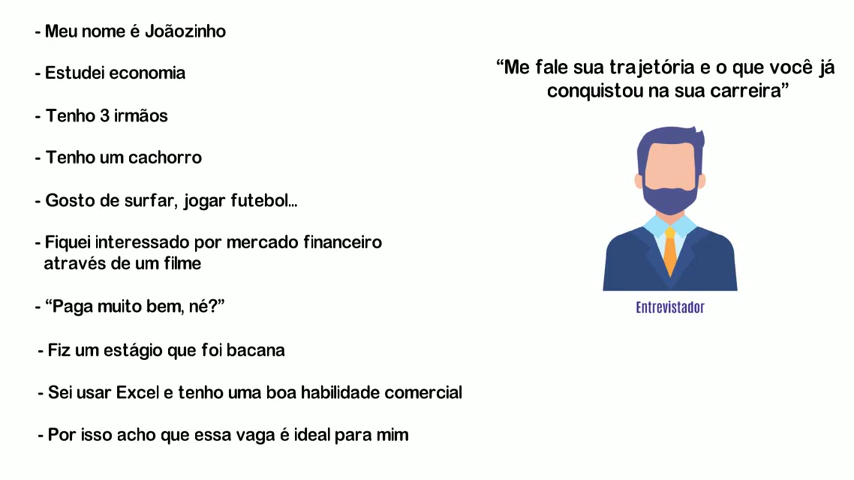 - Meu nome é Joãozinho
- Estudei economia
- Tenho 3 irmãos
- Tenho um cachorro
- Gosto de surfar, jogar futebol...
- Fiquei interessado por mercado financeiro
através de um filme
- “Paga muito bem, né?”
- Fiz um estágio que foi bacana
- Sei usar Excel e tenho uma boa habilidade comercial
- Por isso acho que essa vaga é ideal para mim
“Me fale sua trajetória e o que você já
conquistou na sua carreira”
Entrevistador